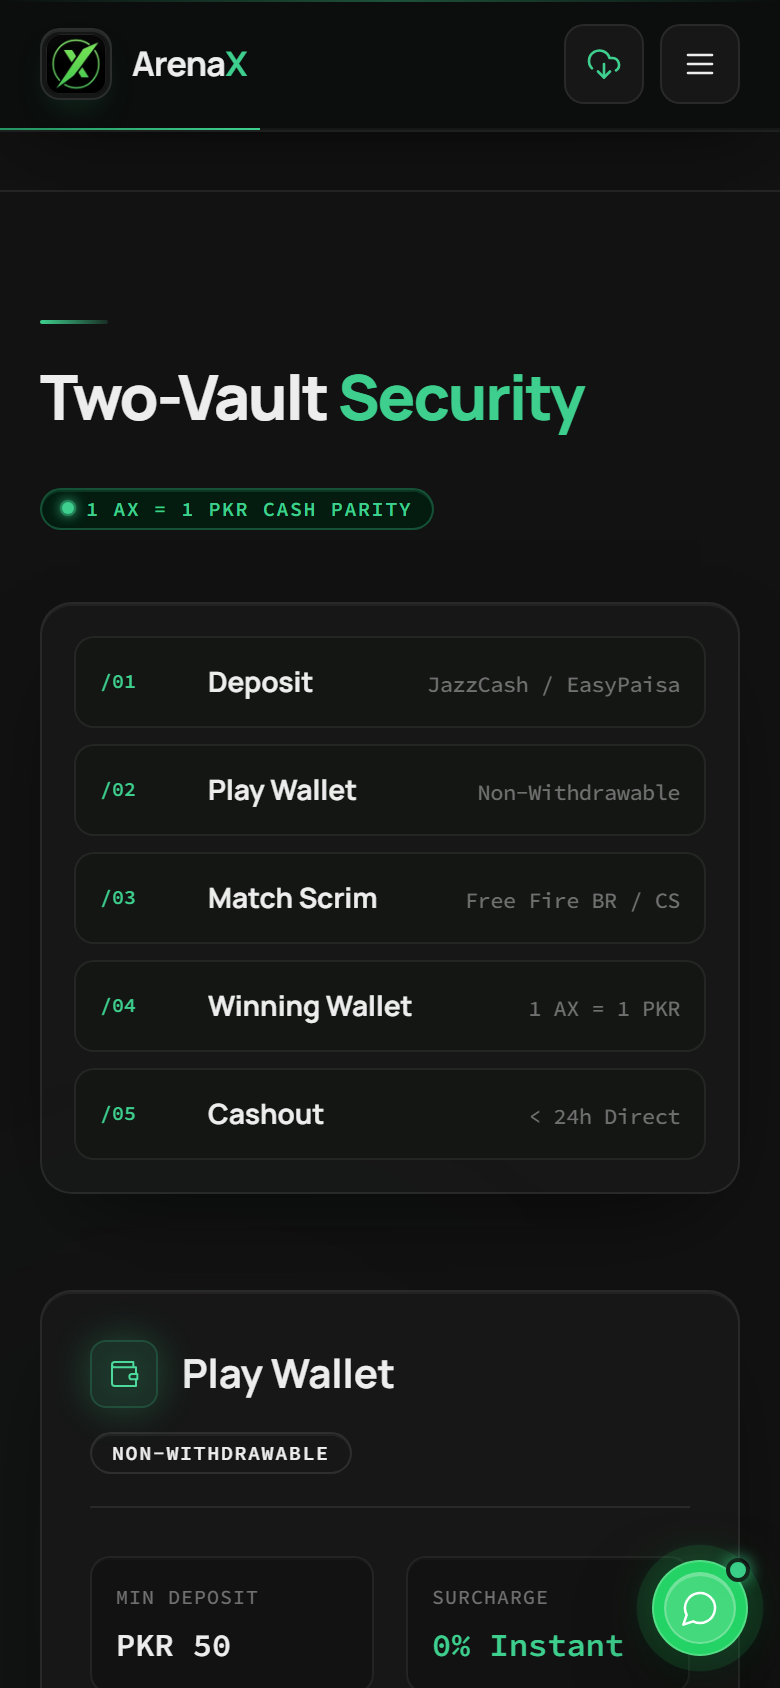 ArenaX
Two-Vault Security
1 AX = 1 PKR CASH PARITY
/01 Deposit JazzCash / EasyPaisa
/02 Play Wallet Non-Withdrawable
/03 Match Scrim Free Fire BR / CS
/04 Winning Wallet 1 AX = 1 PKR
/05 Cashout < 24h Direct
Play Wallet
NON-WITHDRAWABLE
MIN DEPOSIT
PKR 50
SURCHARGE
0% Instant